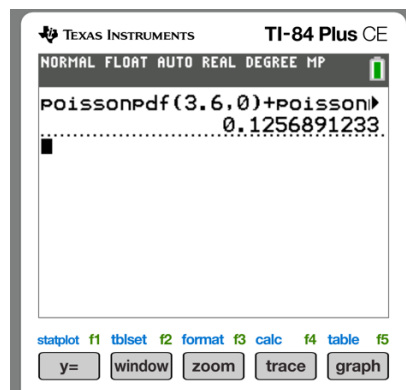 TEXAS INSTRUMENTS TI-84 Plus CE
NORMAL FLOAT AUTO REAL DEGREE MP
poissonpdf(3.6,0)+poisson
0.1256891233
statplot f1 tblset f2 format f3 calc f4 table f5
y= window zoom trace graph